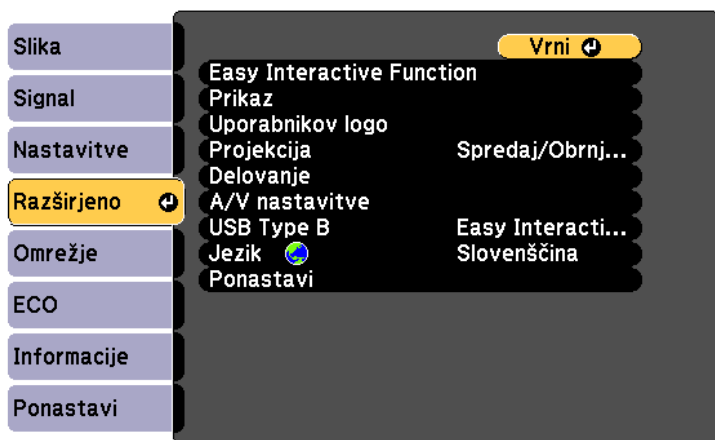 Slika
Signal
Nastavitve
Razširjeno
Omrežje
ECO
Informacije
Ponastavi
Vrni
Easy Interactive Function
Prikaz
Uporabnikov logo
Projekcija Spredaj/Obrnj...
Delovanje
A/V nastavitve
USB Type B Easy Interacti...
Jezik Slovenščina
Ponastavi